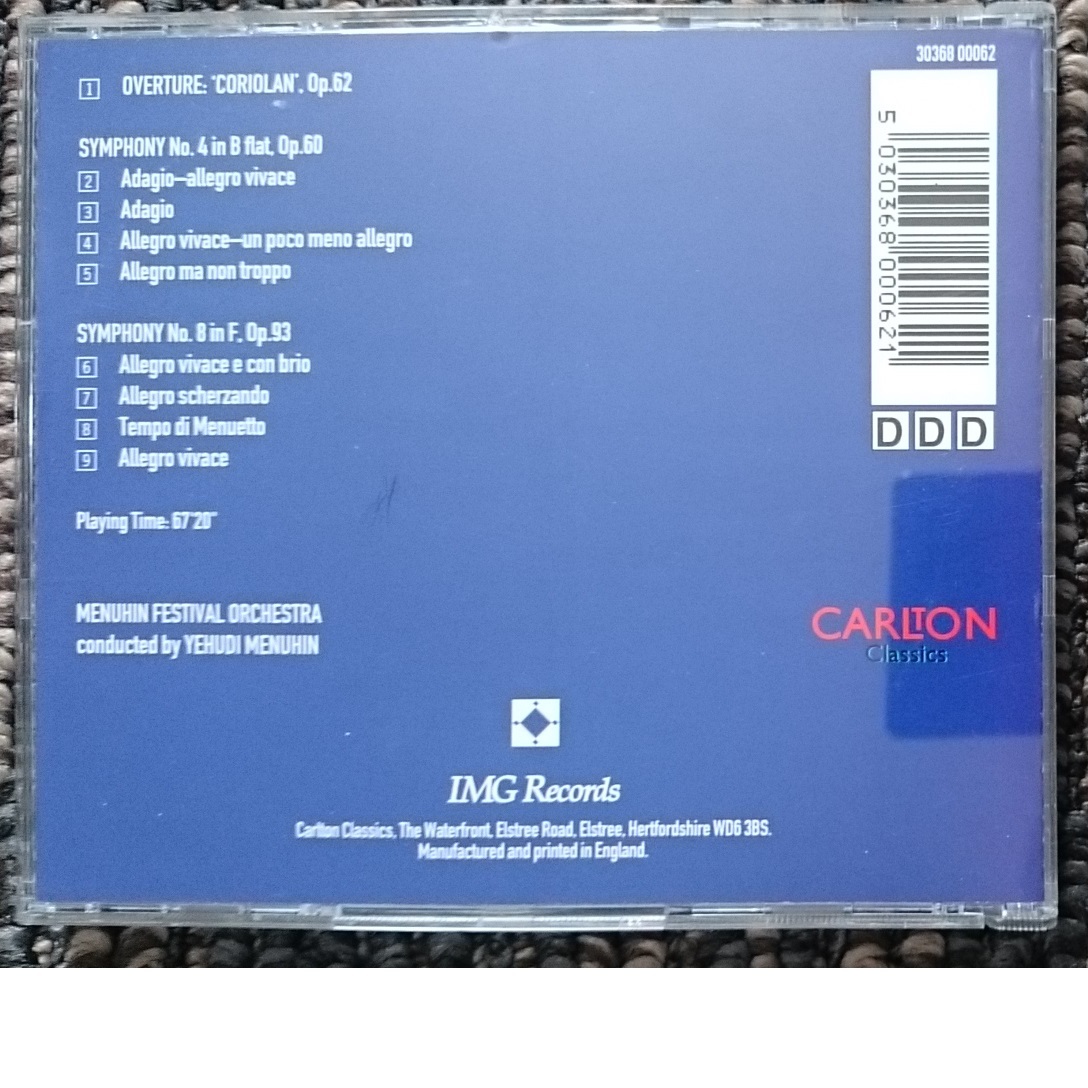 30368 00062
1 OVERTURE: 'CORIOLAN', Op.62
SYMPHONY No. 4 in B flat, Op.60
2 Adagio–allegro vivace
3 Adagio
4 Allegro vivace–un poco meno allegro
5 Allegro ma non troppo
SYMPHONY No. 8 in F, Op.93
6 Allegro vivace e con brio
7 Allegro scherzando
8 Tempo di Menuetto
9 Allegro vivace
Playing Time: 67'20"
MENUHIN FESTIVAL ORCHESTRA
conducted by YEHUDI MENUHIN
5 030368 000621
DDD
CARLTON
Classics
IMG Records
Carlton Classics, The Waterfront, Elstree Road, Elstree, Hertfordshire WD6 3BS.
Manufactured and printed in England.